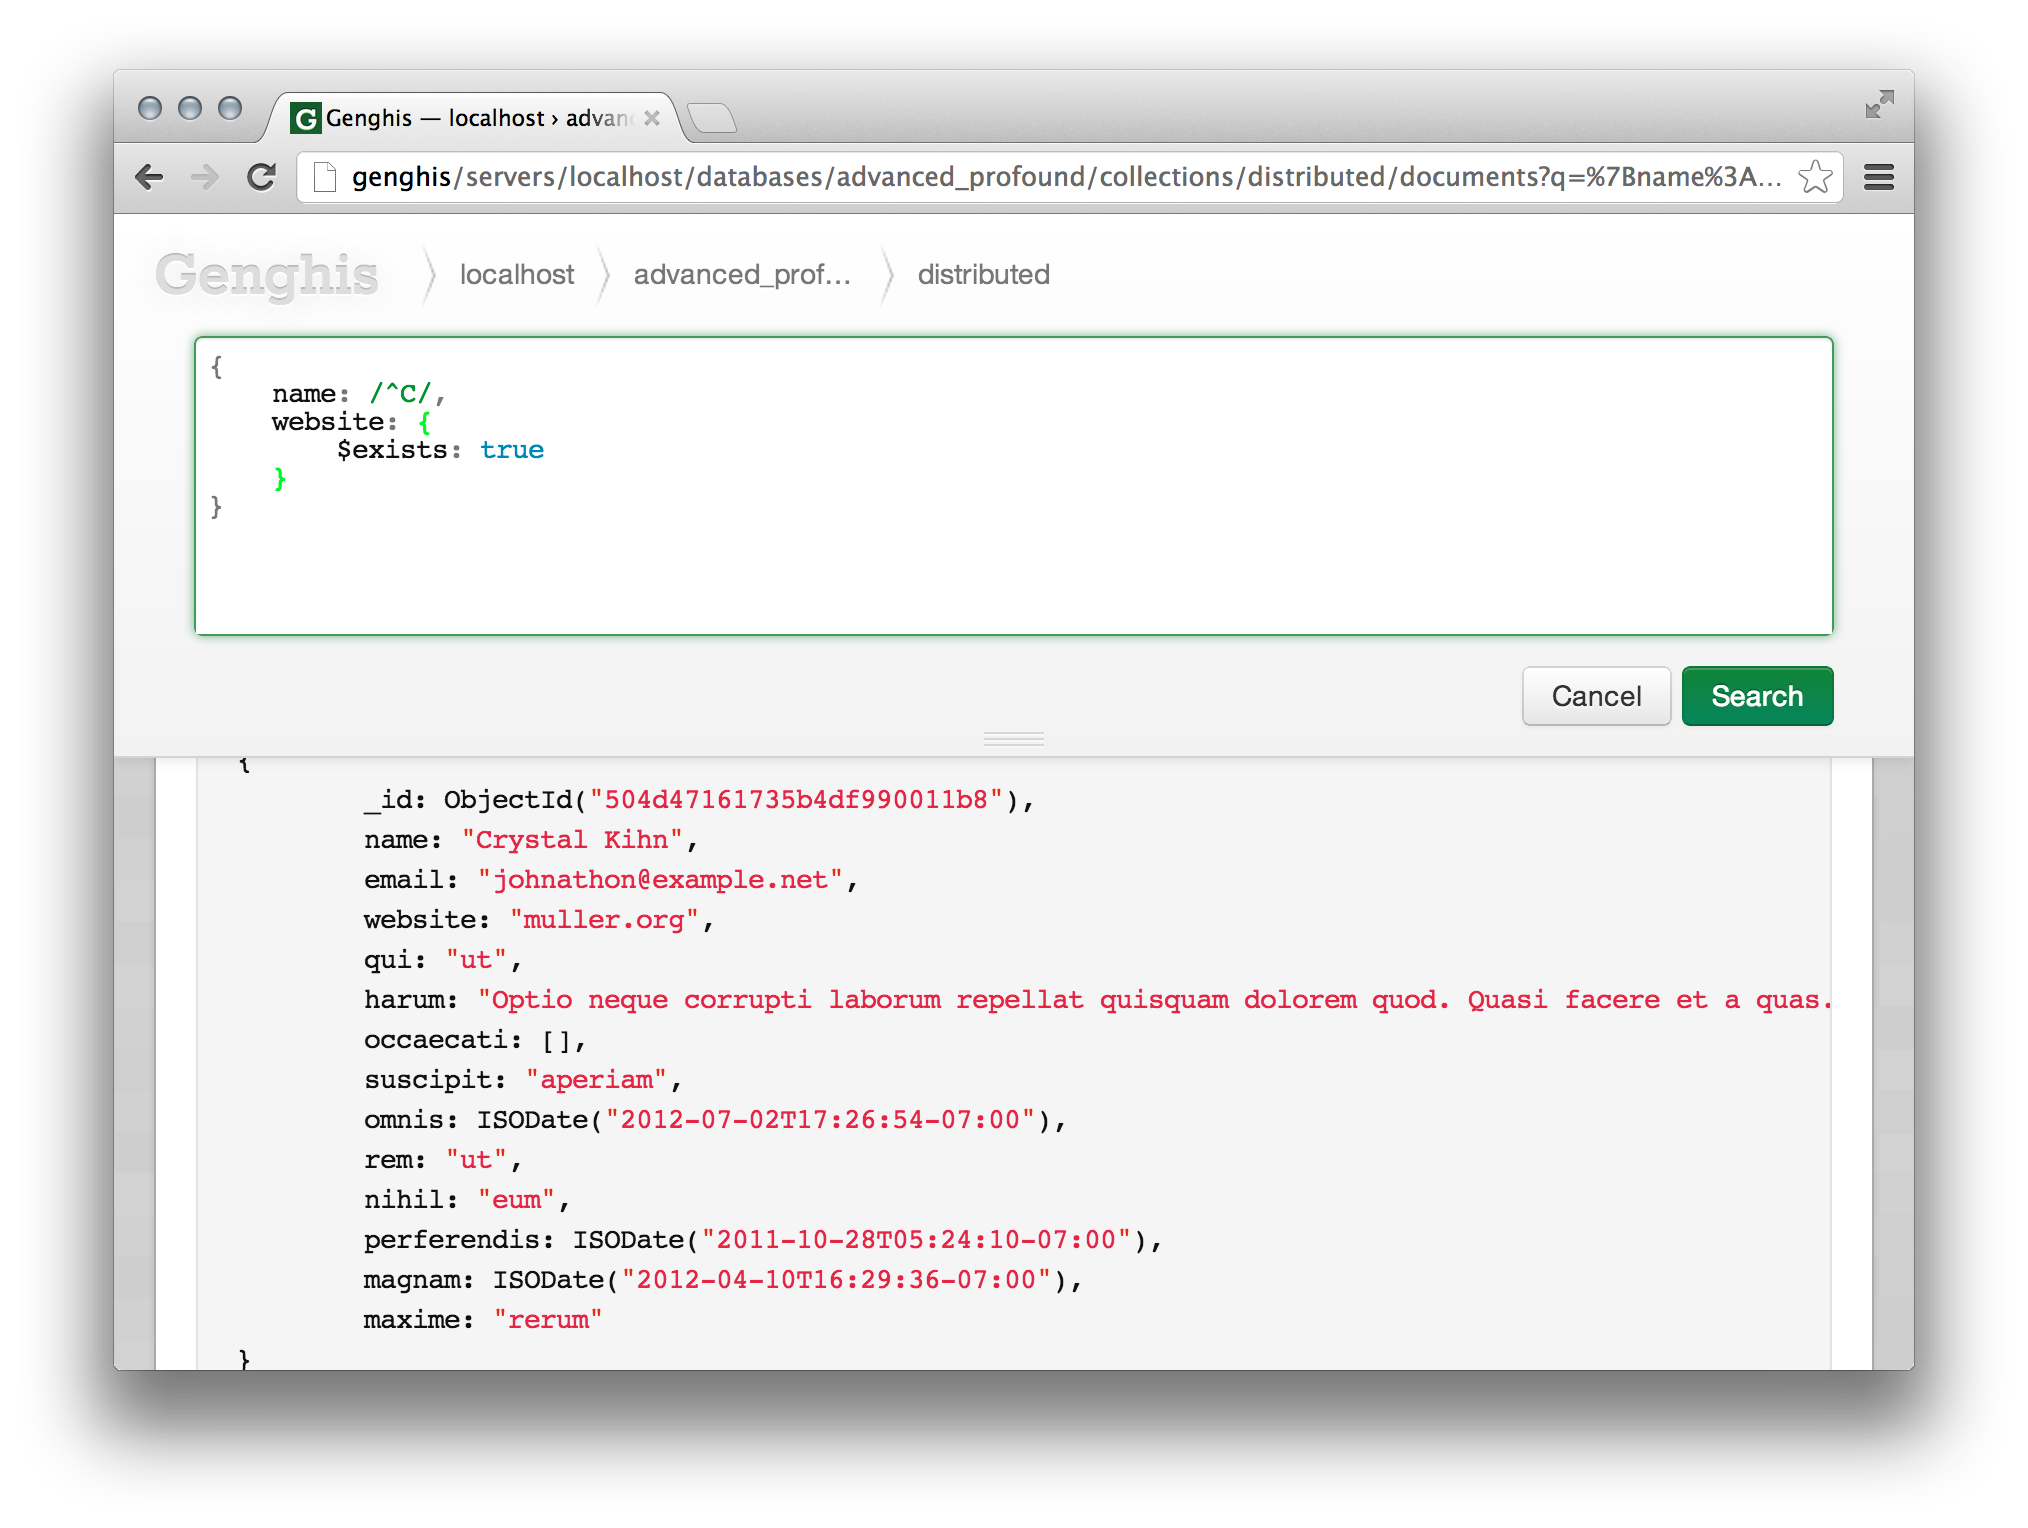 Genghis — localhost › advan
genghis/servers/localhost/databases/advanced_profound/collections/distributed/documents?q=%7Bname%3A...
Genghis localhost advanced_prof... distributed
{
    name: /^C/,
    website: {
        $exists: true
    }
}
Cancel Search
{
        _id: ObjectId("504d47161735b4df990011b8"),
        name: "Crystal Kihn",
        email: "johnathon@example.net",
        website: "muller.org",
        qui: "ut",
        harum: "Optio neque corrupti laborum repellat quisquam dolorem quod. Quasi facere et a quas.
        occaecati: [],
        suscipit: "aperiam",
        omnis: ISODate("2012-07-02T17:26:54-07:00"),
        rem: "ut",
        nihil: "eum",
        perferendis: ISODate("2011-10-28T05:24:10-07:00"),
        magnam: ISODate("2012-04-10T16:29:36-07:00"),
        maxime: "rerum"
}